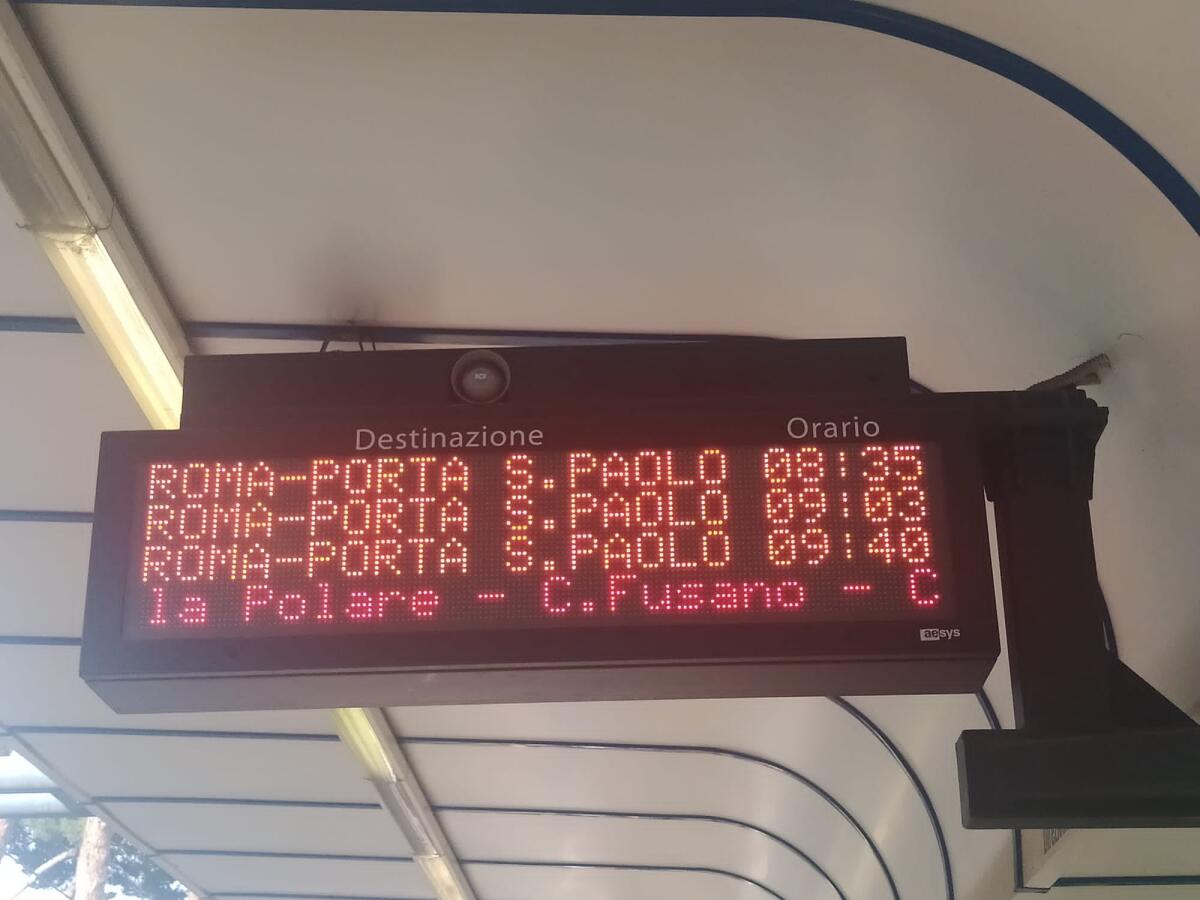 Destinazione Orario
ROMA-PORTA S.PAOLO 08:35
ROMA-PORTA S.PAOLO 09:03
ROMA-PORTA S.PAOLO 09:40
la Polare - C.Fusano - C
aesys